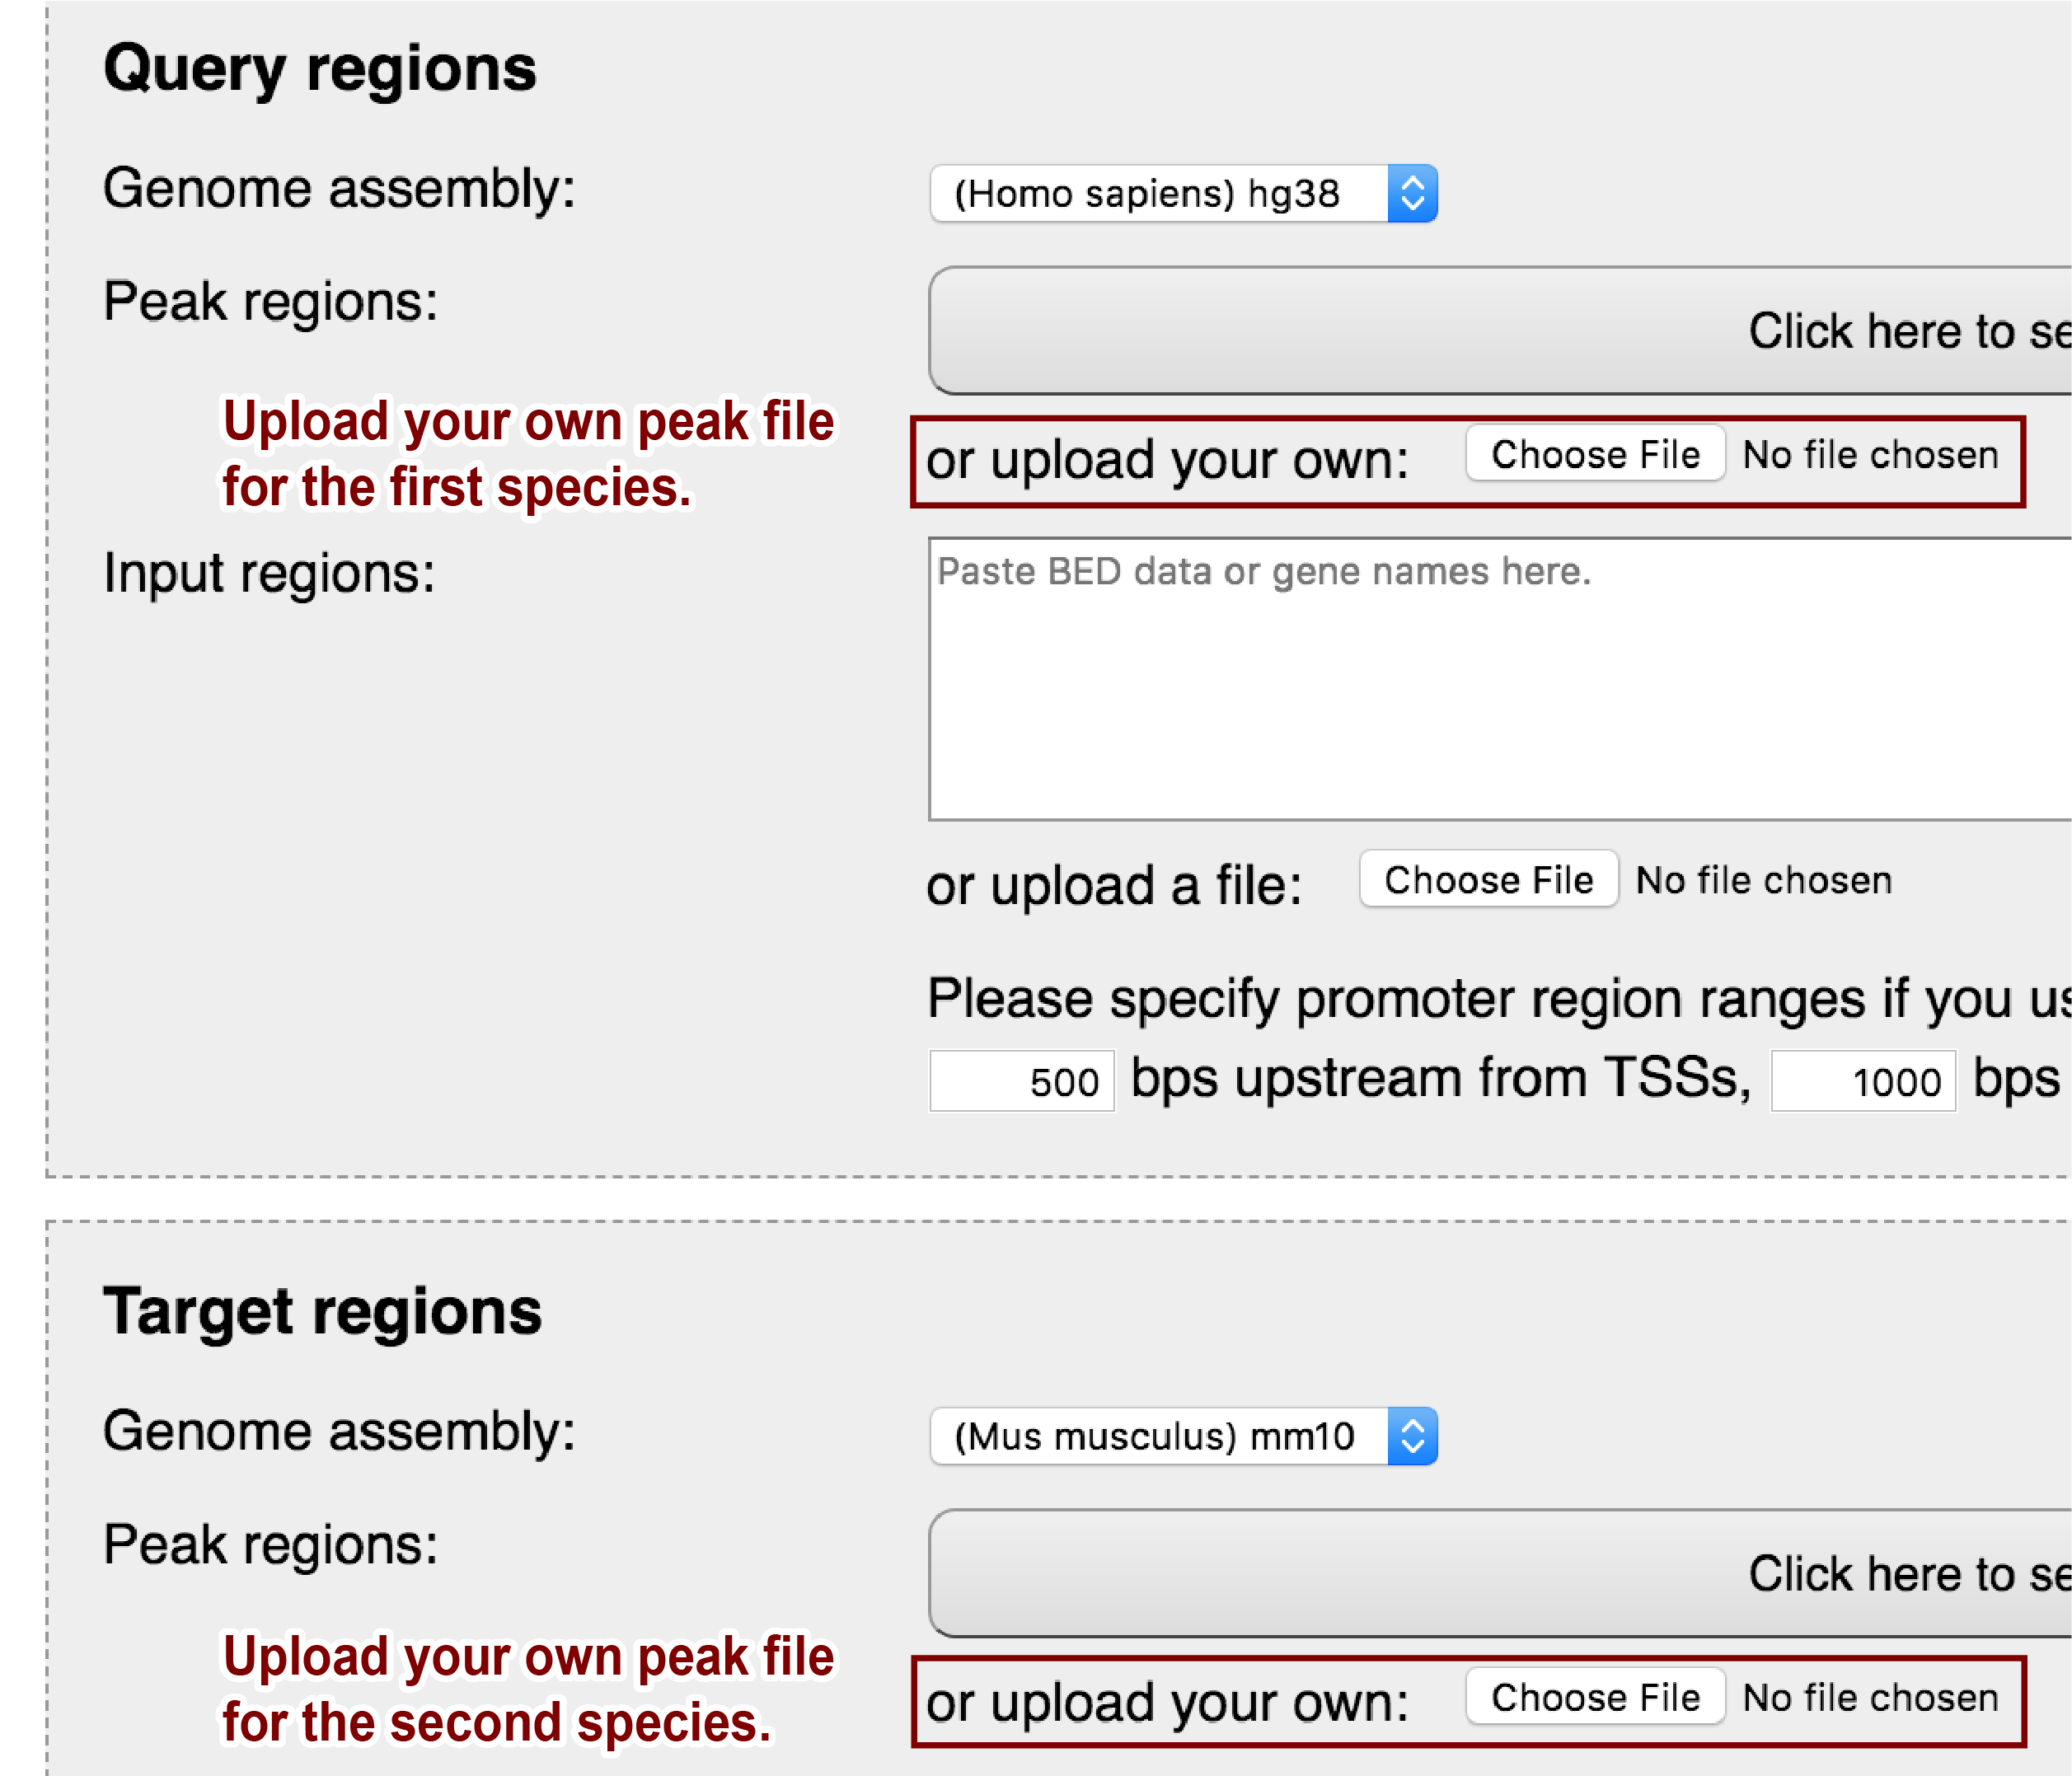 Query regions
Genome assembly:
(Homo sapiens) hg38
Peak regions:
Click here to se
Upload your own peak file
for the first species.
or upload your own: Choose File No file chosen
Input regions:
Paste BED data or gene names here.
or upload a file: Choose File No file chosen
Please specify promoter region ranges if you us
500 bps upstream from TSSs, 1000 bps
Target regions
Genome assembly:
(Mus musculus) mm10
Peak regions:
Click here to se
Upload your own peak file
for the second species.
or upload your own: Choose File No file chosen